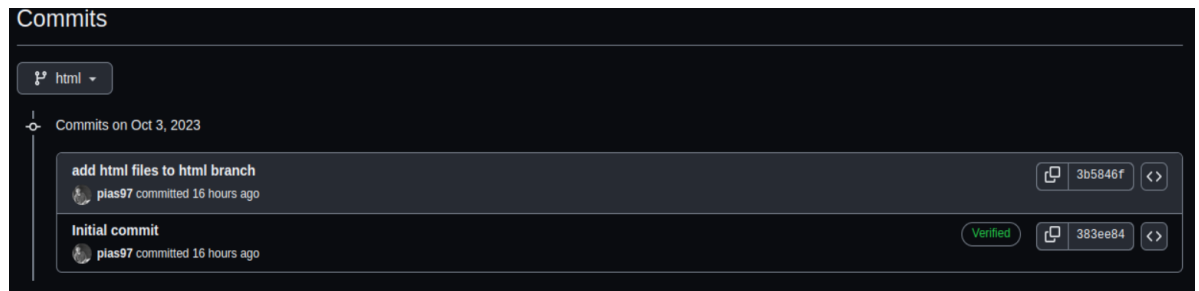 Commits
html
Commits on Oct 3, 2023
add html files to html branch
3b5846f
pias97 committed 16 hours ago
Initial commit
Verified
383ee84
pias97 committed 16 hours ago